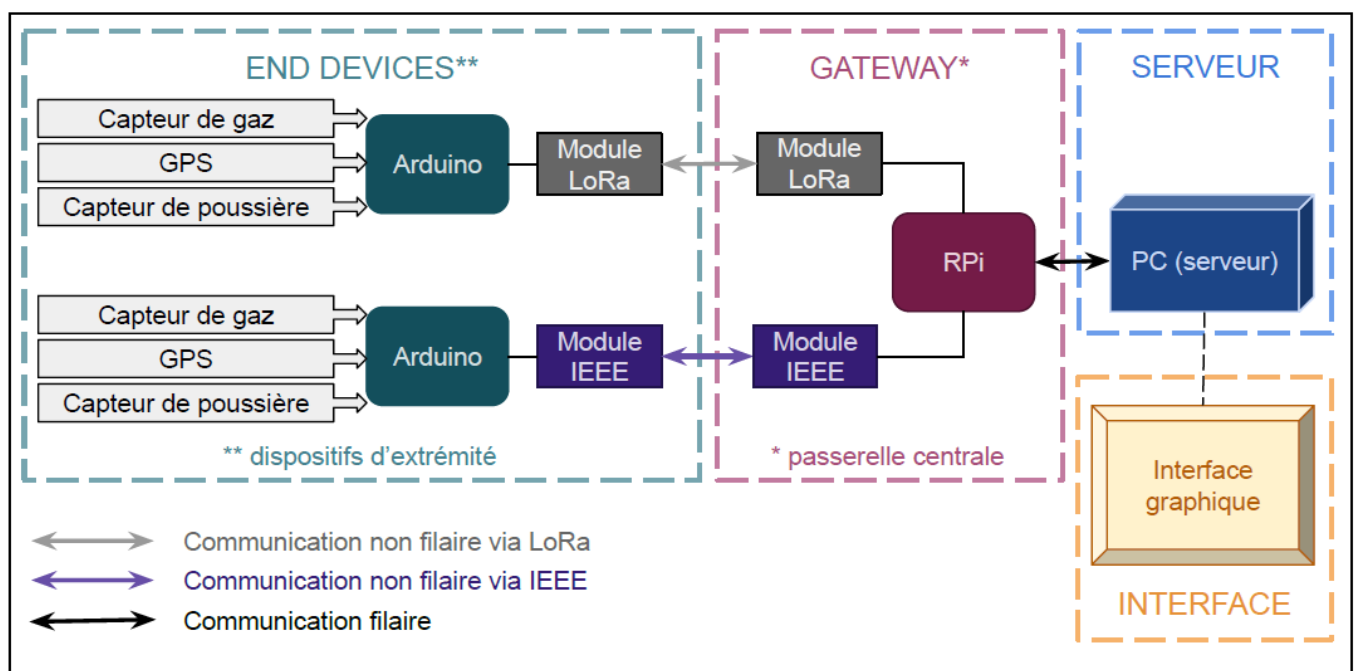 END DEVICES**
Capteur de gaz
GPS
Capteur de poussière
Arduino
Module
LoRa
Capteur de gaz
GPS
Capteur de poussière
Arduino
Module
IEEE
** dispositifs d'extrémité
GATEWAY*
Module
LoRa
RPi
Module
IEEE
* passerelle centrale
SERVEUR
PC (serveur)
Interface
graphique
INTERFACE
Communication non filaire via LoRa
Communication non filaire via IEEE
Communication filaire